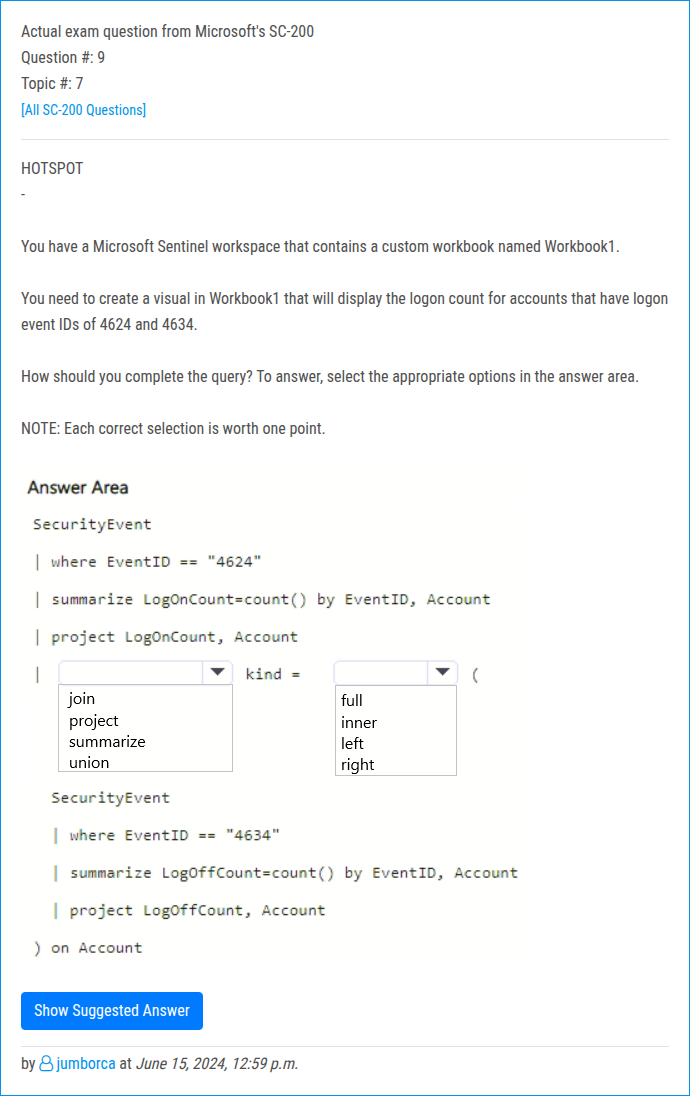 Actual exam question from Microsoft's SC-200
Question #: 9
Topic #: 7
[All SC-200 Questions]
HOTSPOT
-
You have a Microsoft Sentinel workspace that contains a custom workbook named Workbook1.
You need to create a visual in Workbook1 that will display the logon count for accounts that have logon
event IDs of 4624 and 4634.
How should you complete the query? To answer, select the appropriate options in the answer area.
NOTE: Each correct selection is worth one point.
Answer Area
SecurityEvent
| where EventID == "4624"
| summarize LogOnCount=count() by EventID, Account
| project LogOnCount, Account
| kind = (
join
project
summarize
union
full
inner
left
right
SecurityEvent
| where EventID == "4634"
| summarize LogOffCount=count() by EventID, Account
| project LogOffCount, Account
) on Account
Show Suggested Answer
by jumborca at June 15, 2024, 12:59 p.m.